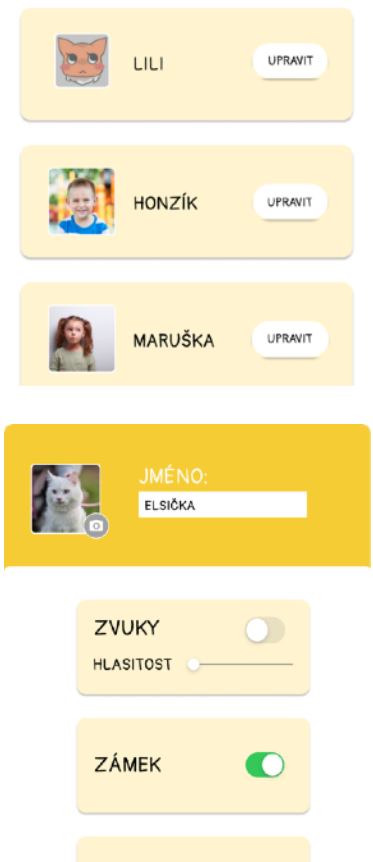 LILI
UPRAVIT
HONZÍK
UPRAVIT
MARUŠKA
UPRAVIT
JMÉNO:
ELSIČKA
ZVUKY
HLASITOST
ZÁMEK